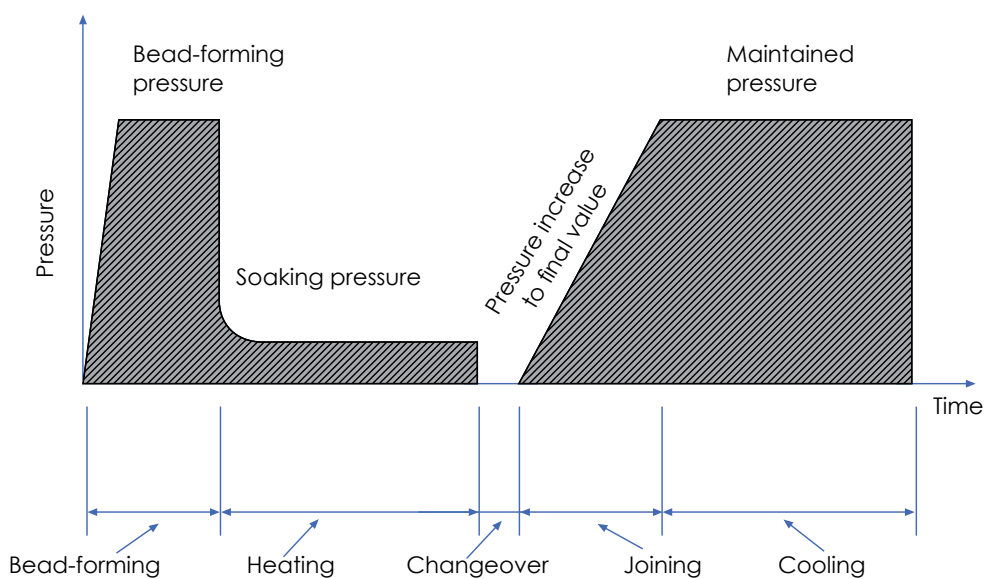 Bead-forming
pressure
Maintained
pressure
Pressure
Soaking pressure
Pressure increase
to final value
Time
Bead-forming
Heating
Changeover
Joining
Cooling